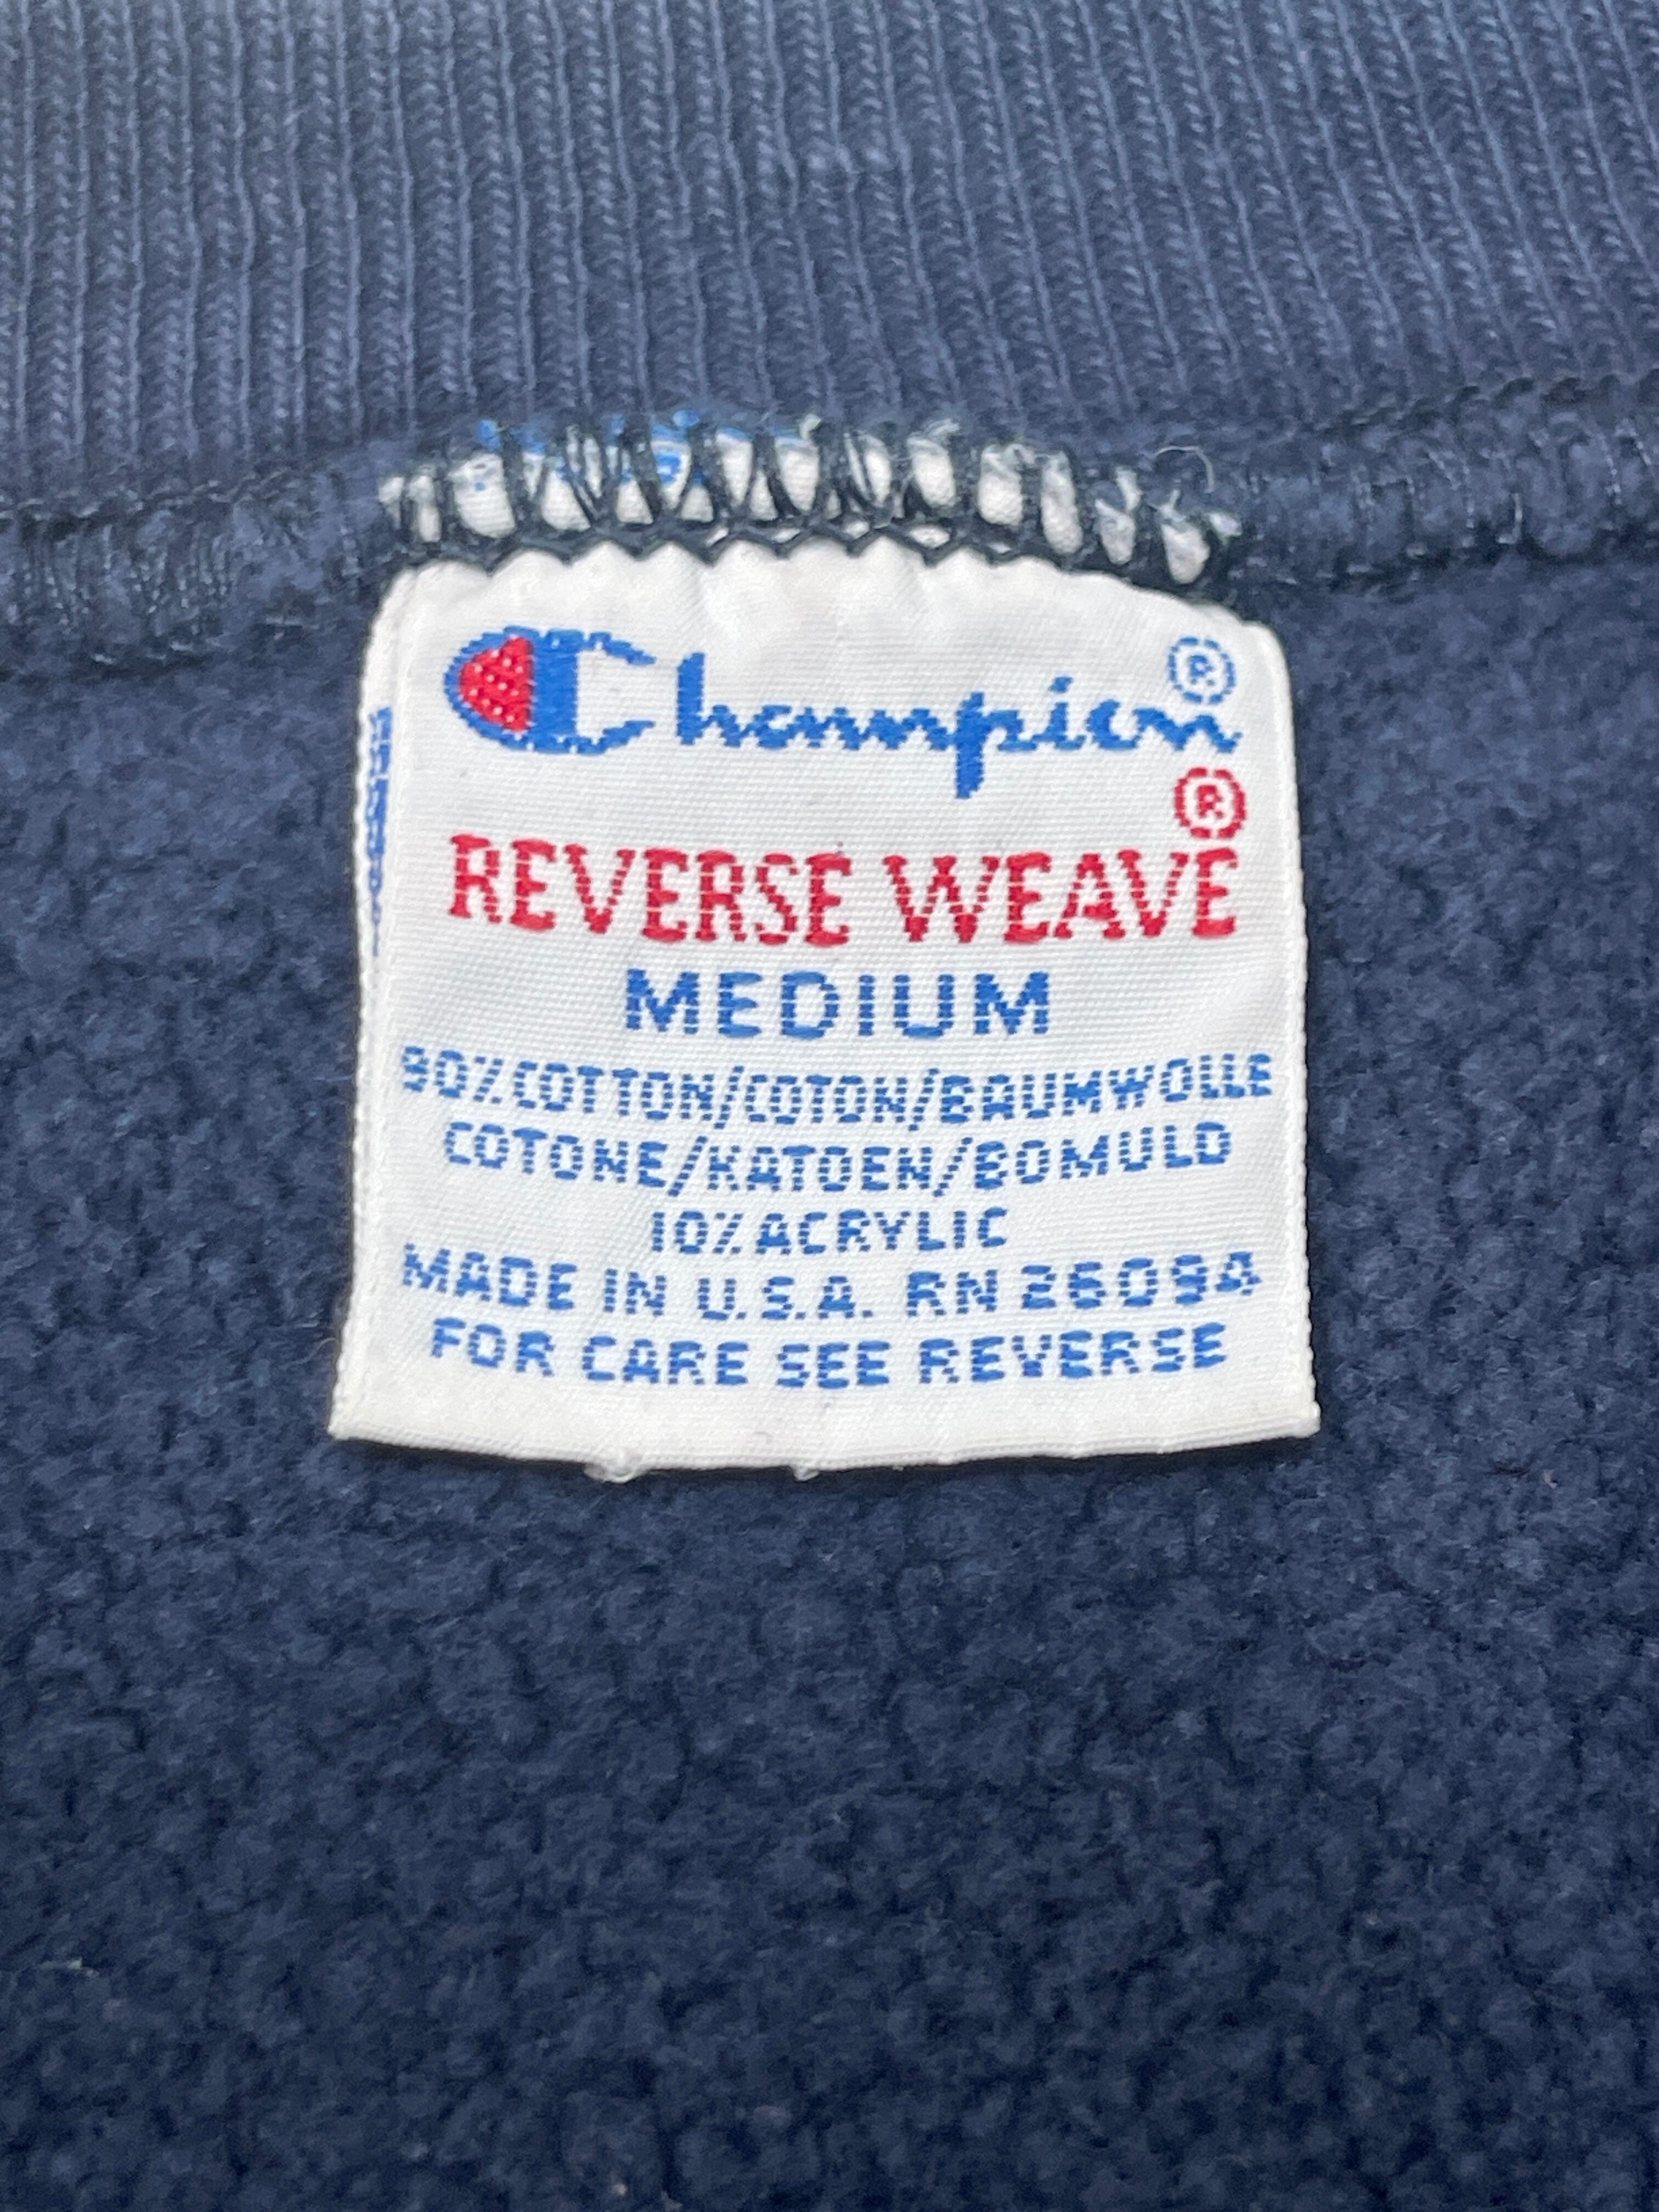 Champion®
®
REVERSE WEAVE
MEDIUM
90%COTTON/COTON/BAUMWOLLE
COTONE/KATOEN/BOMULD
10%ACRYLIC
MADE IN U.S.A. RN 26094
FOR CARE SEE REVERSE